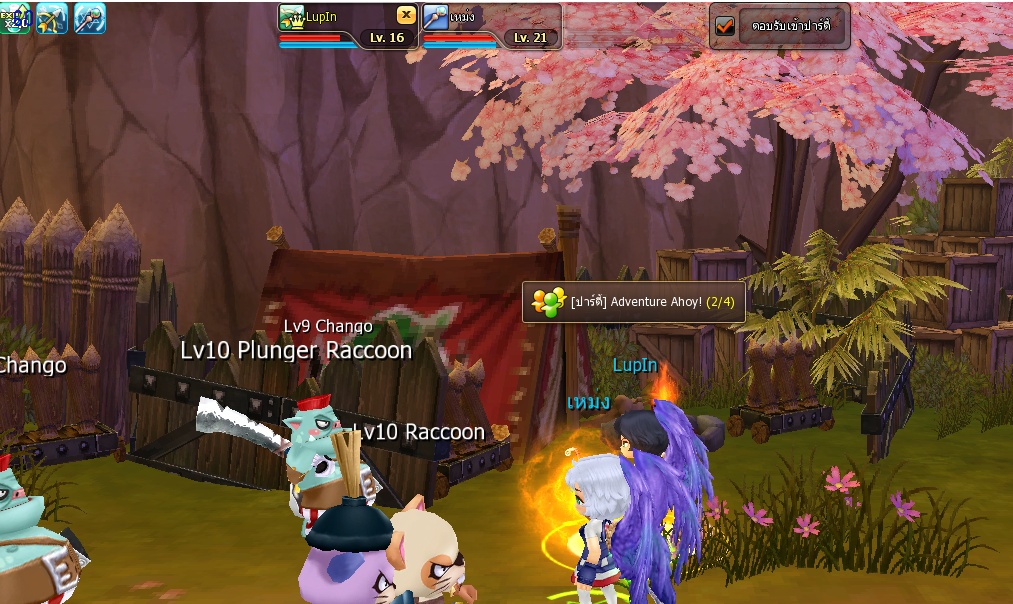 LupIn
เหม่ง
Lv. 16
Lv. 21
ตอบรับเข้าปาร์ตี้
[ปาร์ตี้] Adventure Ahoy! (2/4)
Lv9 Chango
Lv10 Plunger Raccoon
Chango
LupIn
เหม่ง
Lv10 Raccoon